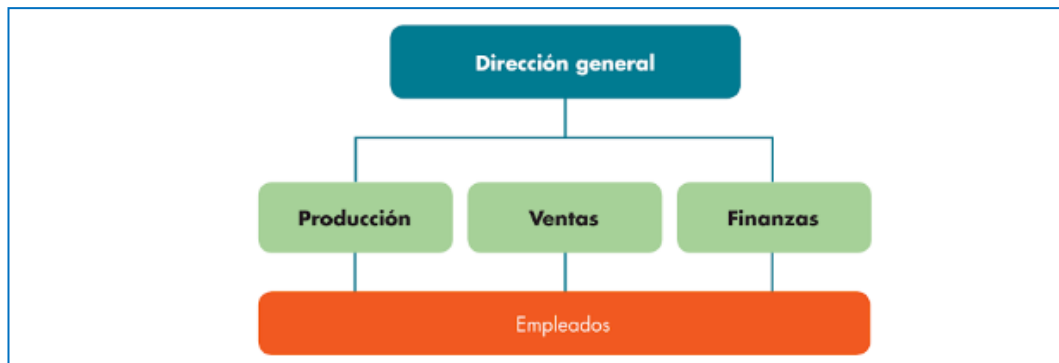 Dirección general
Producción
Ventas
Finanzas
Empleados